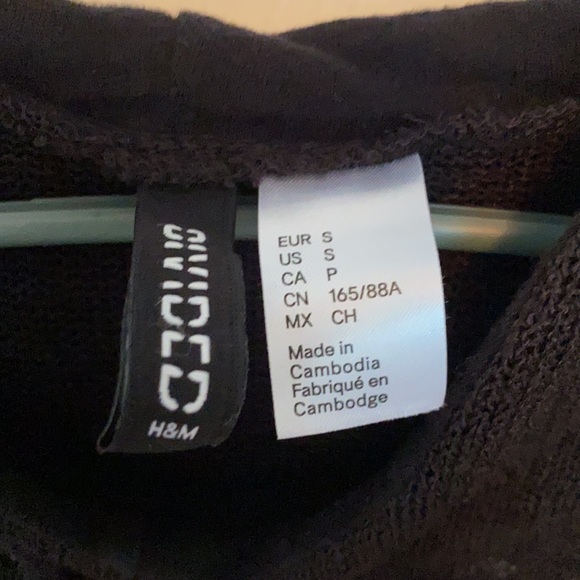 DIVIDED
H&M
EUR S
US S
CA P
CN 165/88A
MX CH
Made in
Cambodia
Fabriqué en
Cambodge